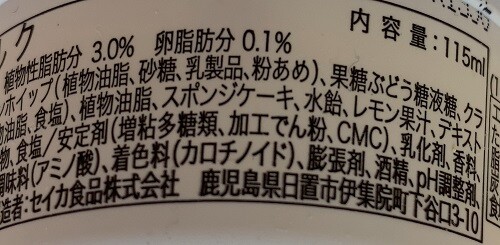 ック
植物性脂肪分 3.0% 卵脂肪分 0.1% 内容量:115ml
ンホイップ(植物油脂、砂糖、乳製品、粉あめ)、果糖ぶどう糖液糖、クラ
物油脂、食塩)、植物油脂、スポンジケーキ、水飴、レモン果汁、デキスト
物、食塩/安定剤(増粘多糖類、加工でん粉、CMC)、乳化剤、香料、
調味料(アミノ酸)、着色料(カロチノイド)、膨張剤、酒精、pH調整剤、
造者:セイカ食品株式会社 鹿児島県日置市伊集院町下谷口3-10